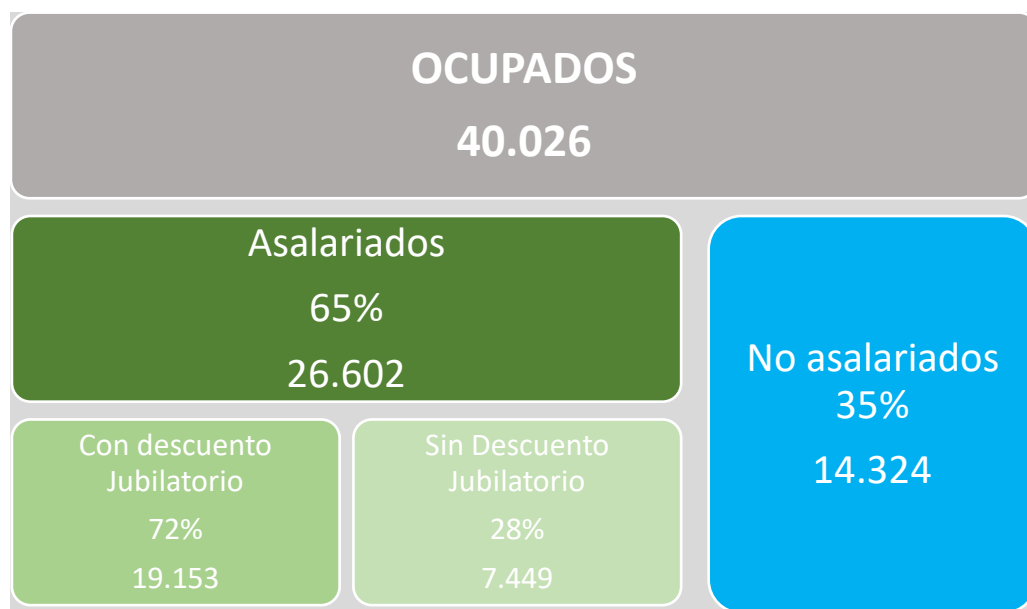 OCUPADOS
40.026
Asalariados
65%
26.602
No asalariados
35%
14.324
Con descuento
Jubilatorio
72%
19.153
Sin Descuento
Jubilatorio
28%
7.449